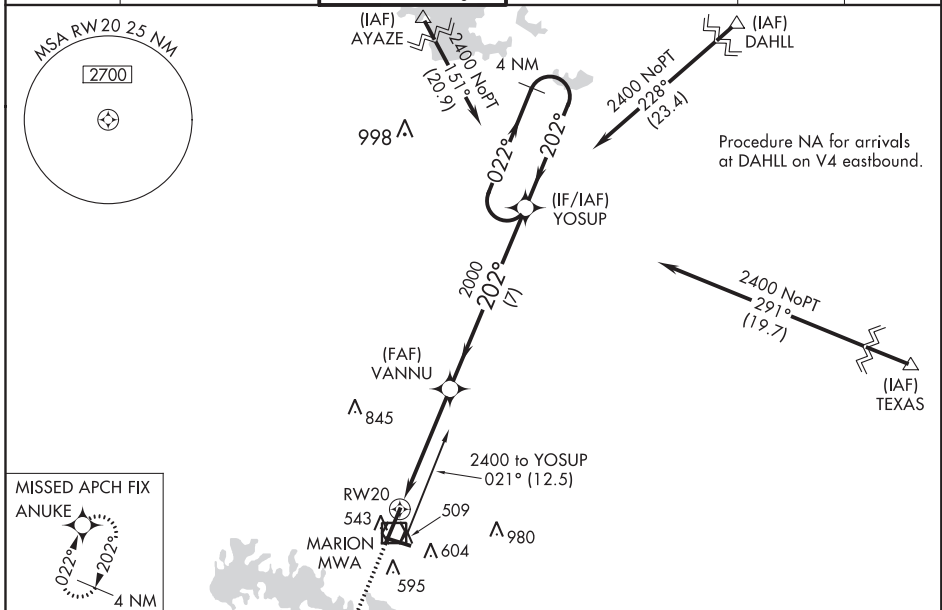 MSA RW20 25 NM
2700
(IAF)
AYAZE
2400 NoPT
151°
(20.9)
4 NM
(IAF)
DAHLL
2400 NoPT
228°
(23.4)
998
022°
202°
Procedure NA for arrivals
at DAHLL on V4 eastbound.
(IF/IAF)
YOSUP
2000
202°
(7)
2400 NoPT
291°
(19.7)
(IAF)
TEXAS
(FAF)
VANNU
845
2400 to YOSUP
021° (12.5)
RW20
543
509
MARION
MWA
604
980
595
MISSED APCH FIX
ANUKE
022°
202°
4 NM